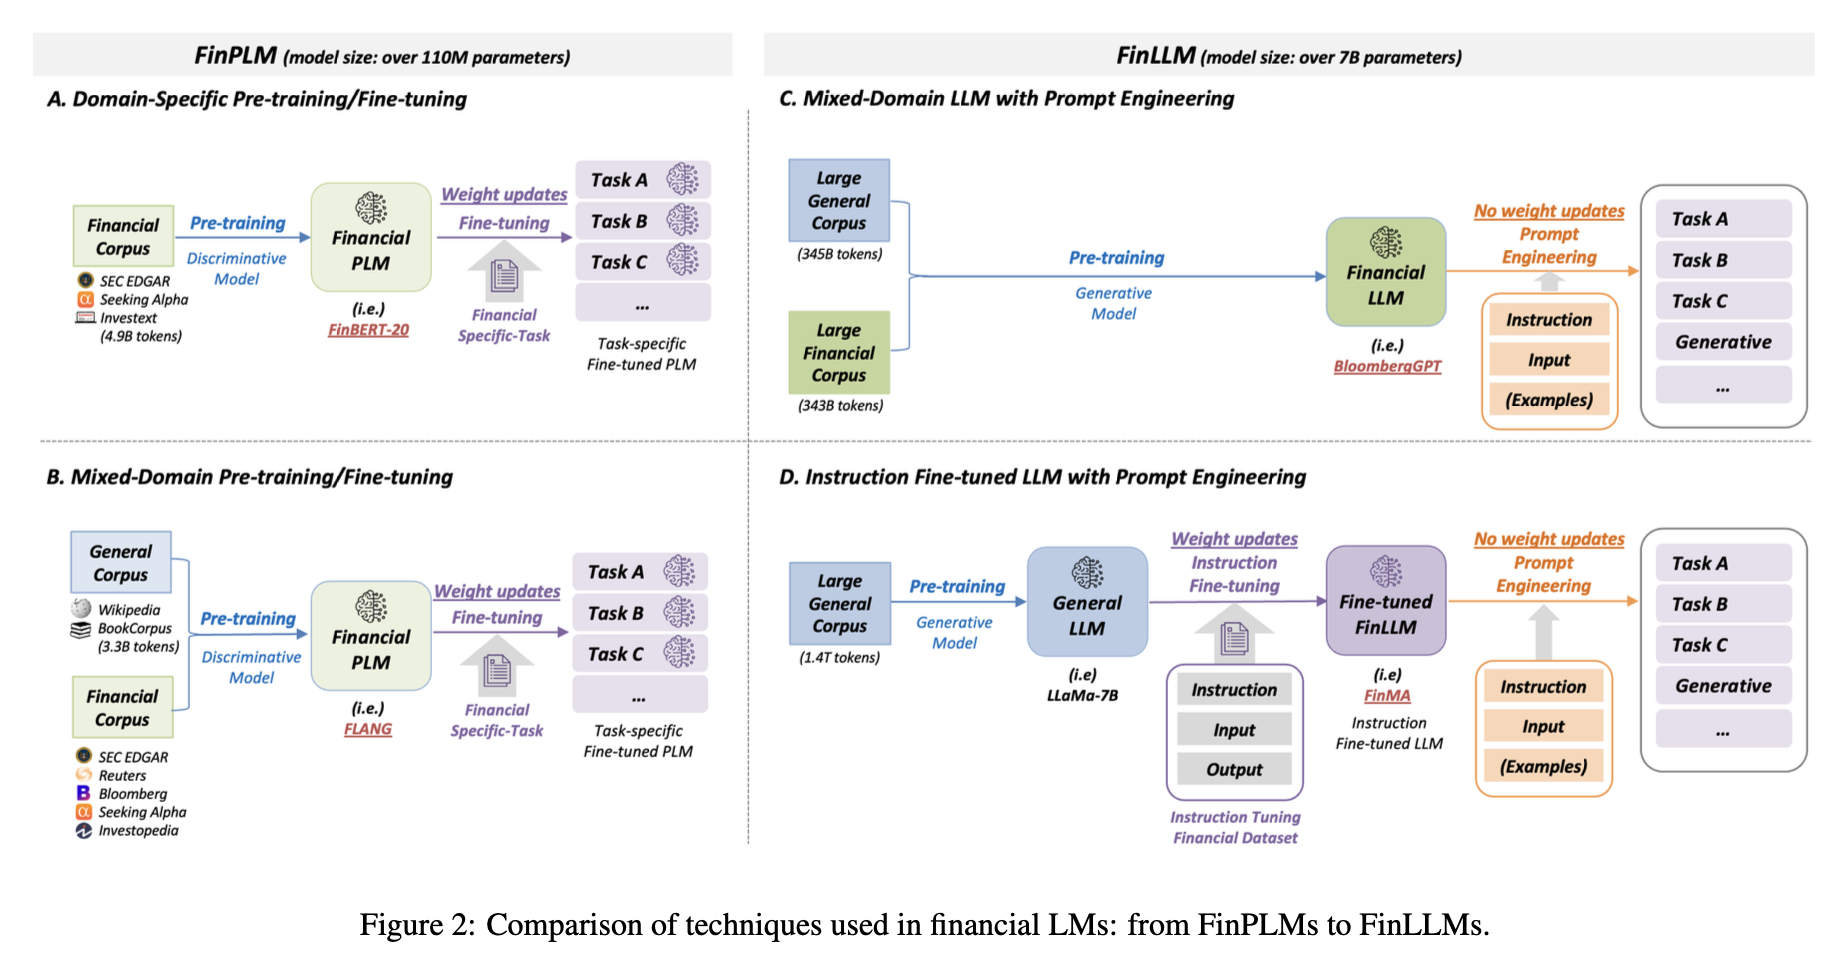 FinPLM (model size: over 110M parameters)
A. Domain-Specific Pre-training/Fine-tuning
Financial
Corpus
SEC EDGAR
Seeking Alpha
Investext
(4.9B tokens)
Pre-training
Discriminative
Model
Financial
PLM
(i.e.)
FinBERT-20
Weight updates
Fine-tuning
Financial
Specific-Task
Task A
Task B
Task C
...
Task-specific
Fine-tuned PLM
B. Mixed-Domain Pre-training/Fine-tuning
General
Corpus
Wikipedia
BookCorpus
(3.3B tokens)
Financial
Corpus
SEC EDGAR
Reuters
Bloomberg
Seeking Alpha
Investopedia
Pre-training
Discriminative
Model
Financial
PLM
(i.e.)
FLANG
Weight updates
Fine-tuning
Financial
Specific-Task
Task A
Task B
Task C
...
Task-specific
Fine-tuned PLM
FinLLM (model size: over 7B parameters)
C. Mixed-Domain LLM with Prompt Engineering
Large
General
Corpus
(345B tokens)
Large
Financial
Corpus
(343B tokens)
Pre-training
Generative
Model
Financial
LLM
(i.e.)
BloombergGPT
No weight updates
Prompt
Engineering
Instruction
Input
(Examples)
Task A
Task B
Task C
Generative
...
D. Instruction Fine-tuned LLM with Prompt Engineering
Large
General
Corpus
(1.4T tokens)
Pre-training
Generative
Model
General
LLM
(i.e)
LLaMa-7B
Weight updates
Instruction
Fine-tuning
Instruction
Input
Output
Instruction Tuning
Financial Dataset
Fine-tuned
FinLLM
(i.e)
FinMA
Instruction
Fine-tuned LLM
No weight updates
Prompt
Engineering
Instruction
Input
(Examples)
Task A
Task B
Task C
Generative
...
Figure 2: Comparison of techniques used in financial LMs: from FinPLMs to FinLLMs.